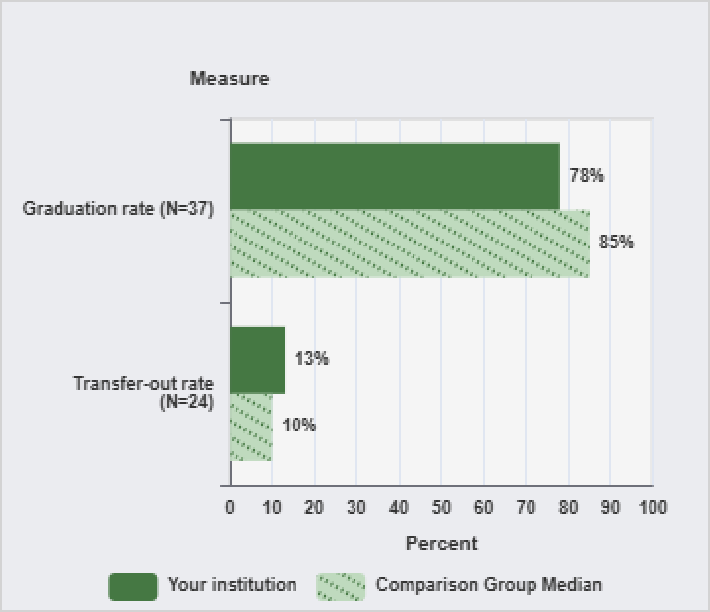 Measure
Graduation rate (N=37)
78%
85%
Transfer-out rate
(N=24)
13%
10%
0 10 20 30 40 50 60 70 80 90 100
Percent
Your institution Comparison Group Median